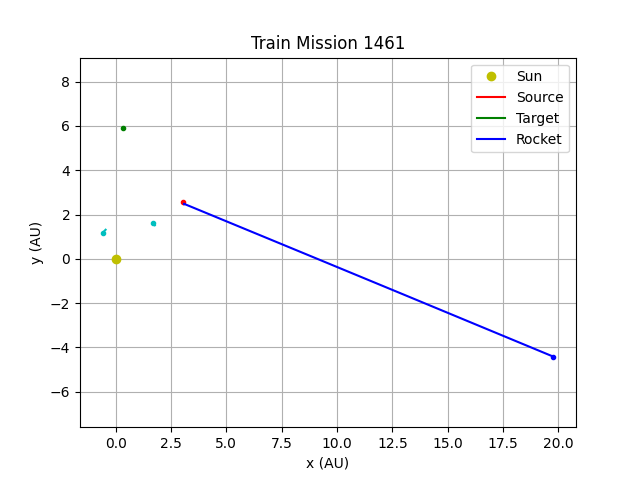 Train Mission 1461
Sun
Source
Target
Rocket
y (AU)
8
6
4
2
0
−2
−4
−6
0.0 2.5 5.0 7.5 10.0 12.5 15.0 17.5 20.0
x (AU)